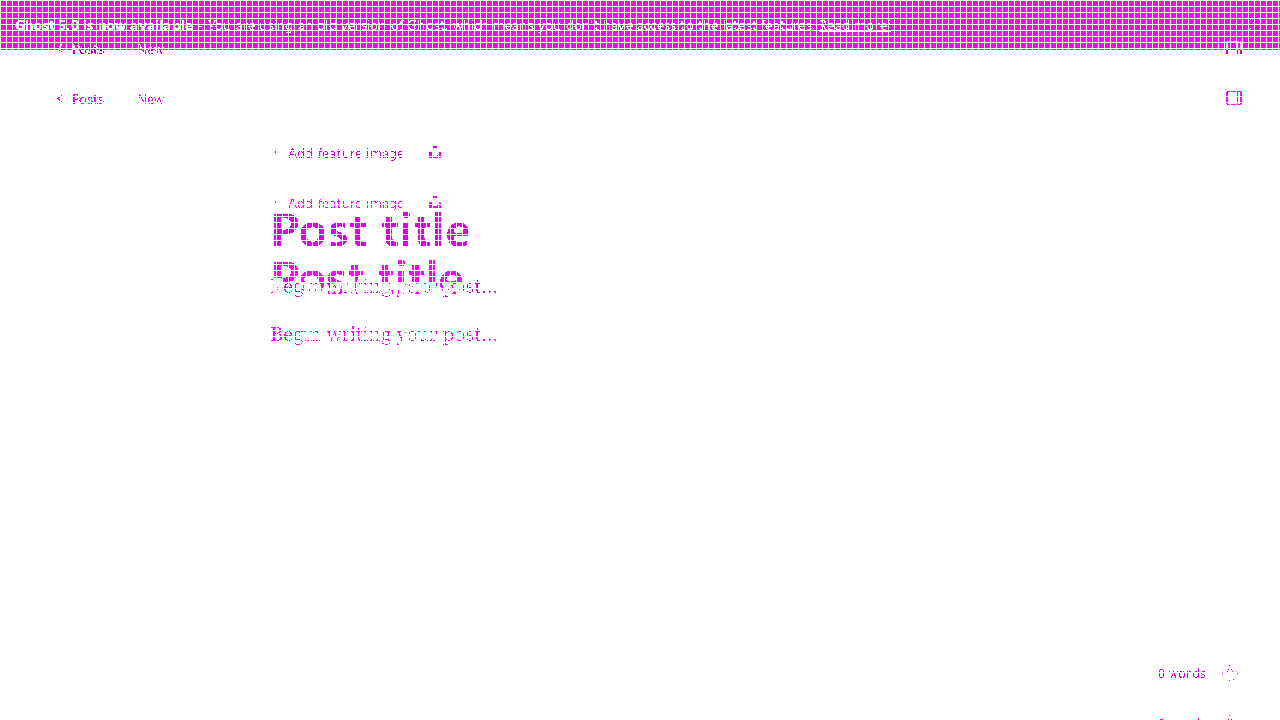 Ghost 5.0 is now available - You are using an old version of Ghost, which means you don't have access to the latest features. Read more
Posts New
Posts New
Add feature image
Add feature image
Post title
Post title
Begin writing your post...
Begin writing your post...
0 words